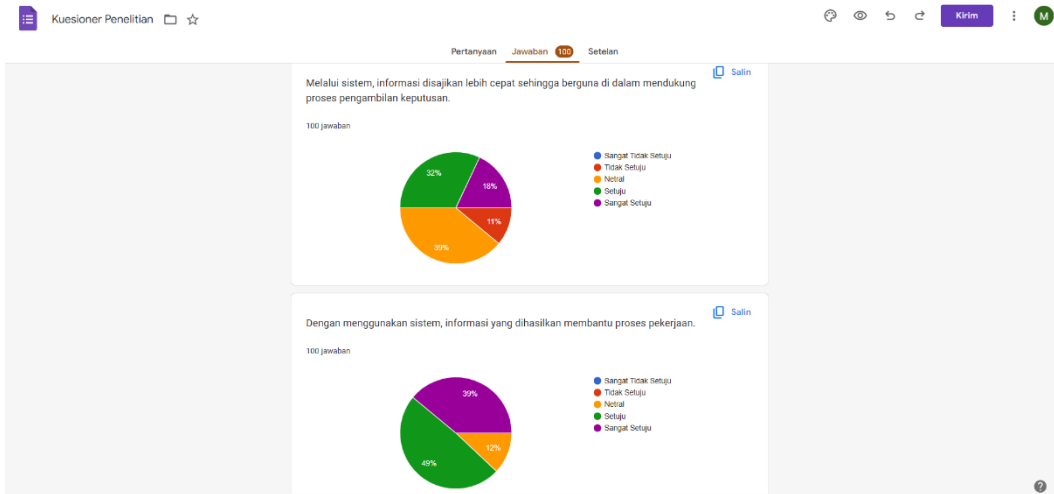 Kuesioner Penelitian
Kirim
M
Pertanyaan Jawaban 100 Setelan
Salin
Melalui sistem, informasi disajikan lebih cepat sehingga berguna di dalam mendukung
proses pengambilan keputusan.
100 jawaban
32%
18%
11%
39%
Sangat Tidak Setuju
Tidak Setuju
Netral
Setuju
Sangat Setuju
Salin
Dengan menggunakan sistem, informasi yang dihasilkan membantu proses pekerjaan.
100 jawaban
39%
12%
49%
Sangat Tidak Setuju
Tidak Setuju
Netral
Setuju
Sangat Setuju